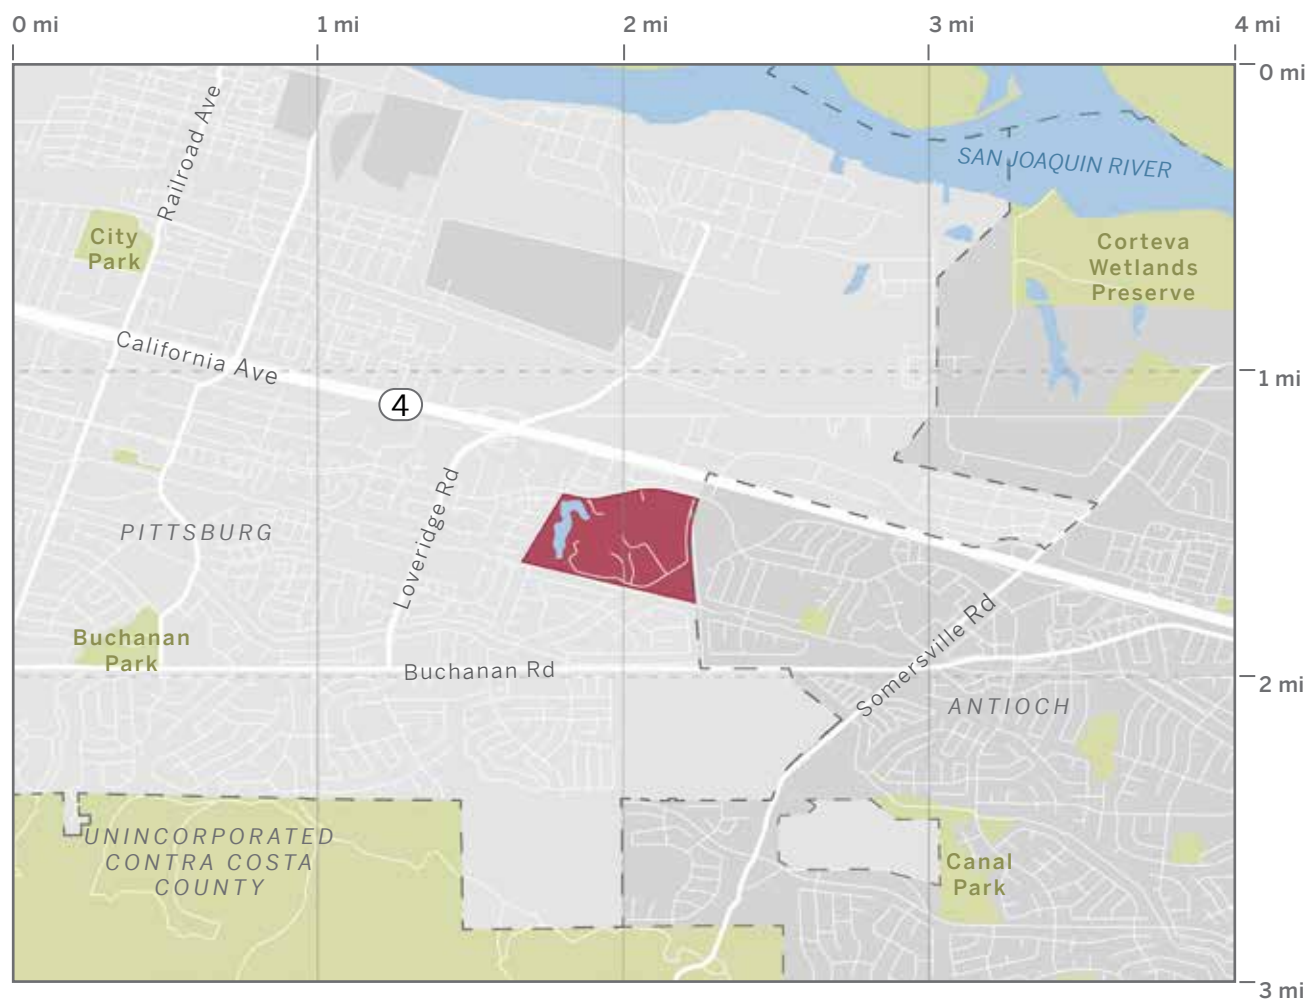 0 mi
1 mi
2 mi
3 mi
4 mi
0 mi
Railroad Ave
SAN JOAQUIN RIVER
City
Park
Corteva
Wetlands
Preserve
California Ave
1 mi
4
Loveridge Rd
PITTSBURG
Buchanan
Park
Buchanan Rd
Somersville Rd
2 mi
ANTIOCH
UNINCORPORATED
CONTRA COSTA
COUNTY
Canal
Park
3 mi